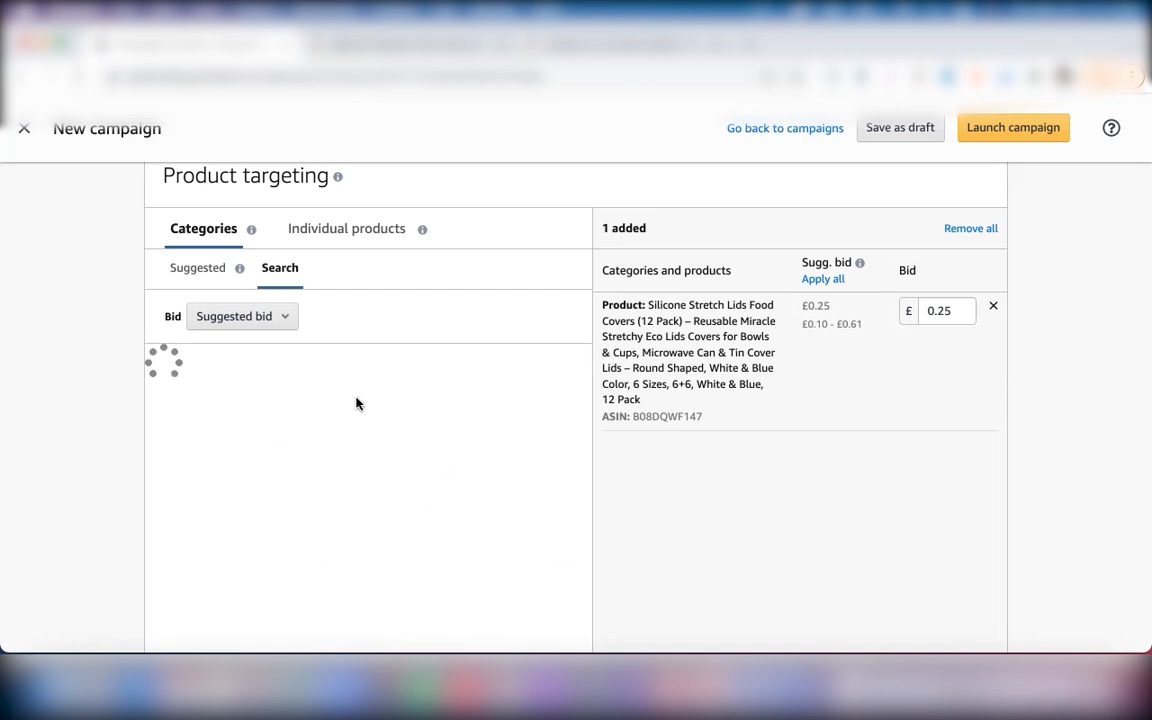 New campaign
Go back to campaigns
Save as draft
Launch campaign
Product targeting
Categories
Individual products
1 added
Remove all
Suggested
Search
Categories and products
Sugg. bid
Apply all
Bid
Bid
Suggested bid
Product: Silicone Stretch Lids Food
Covers (12 Pack) – Reusable Miracle
Stretchy Eco Lids Covers for Bowls
& Cups, Microwave Can & Tin Cover
Lids – Round Shaped, White & Blue
Color, 6 Sizes, 6+6, White & Blue,
12 Pack
ASIN: B08DQWF147
£0.25
£0.10 - £0.61
£ 0.25